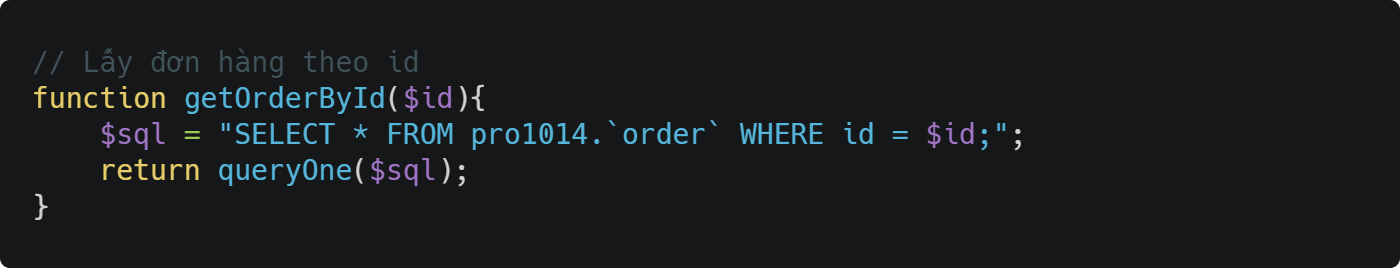 // Lấy đơn hàng theo id
function getOrderById($id){
    $sql = "SELECT * FROM pro1014.`order` WHERE id = $id;";
    return queryOne($sql);
}